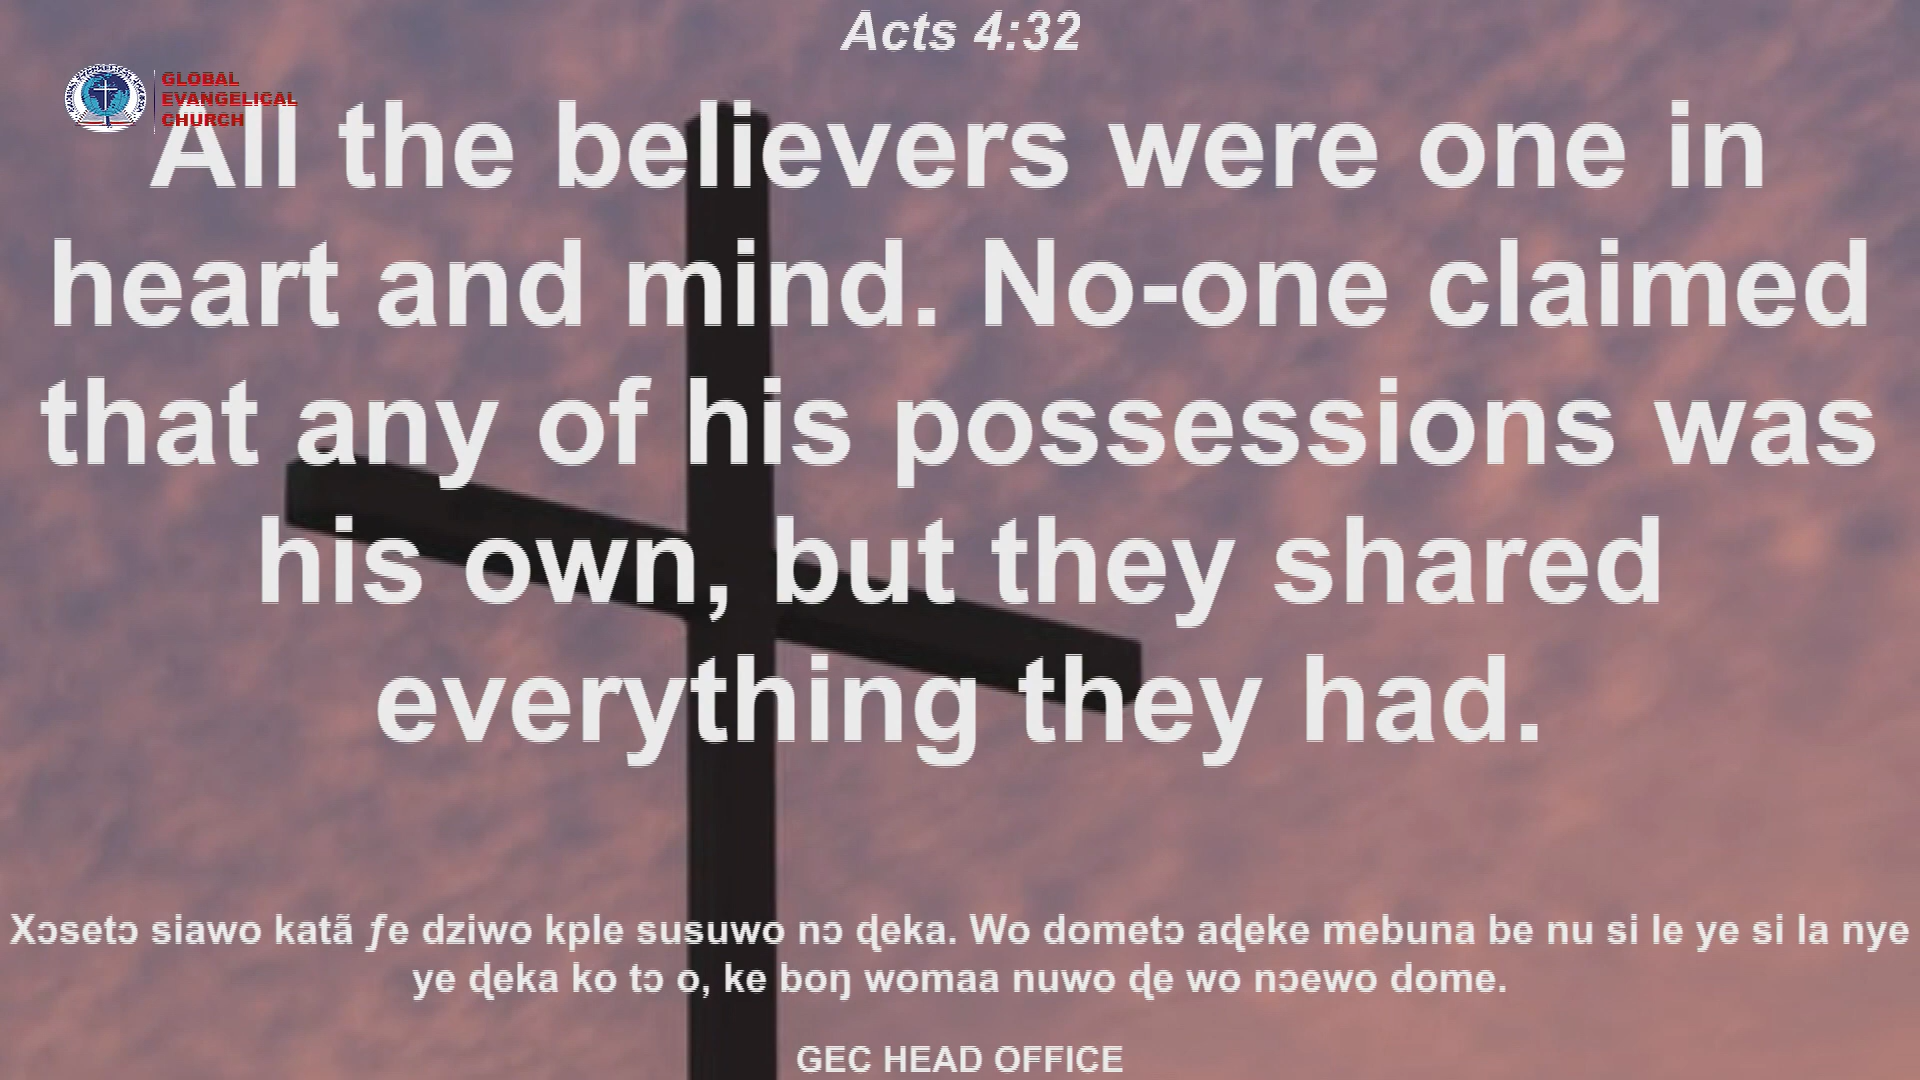 Acts 4:32
GLOBAL
EVANGELICAL
CHURCH
All the believers were one in
heart and mind. No-one claimed
that any of his possessions was
his own, but they shared
everything they had.
Xɔsetɔ siawo katã ƒe dziwo kple susuwo nɔ ɖeka. Wo dometɔ aɖeke mebuna be nu si le ye si la nye
ye ɖeka ko tɔ o, ke boŋ womaa nuwo ɖe wo nɔewo dome.
GEC HEAD OFFICE